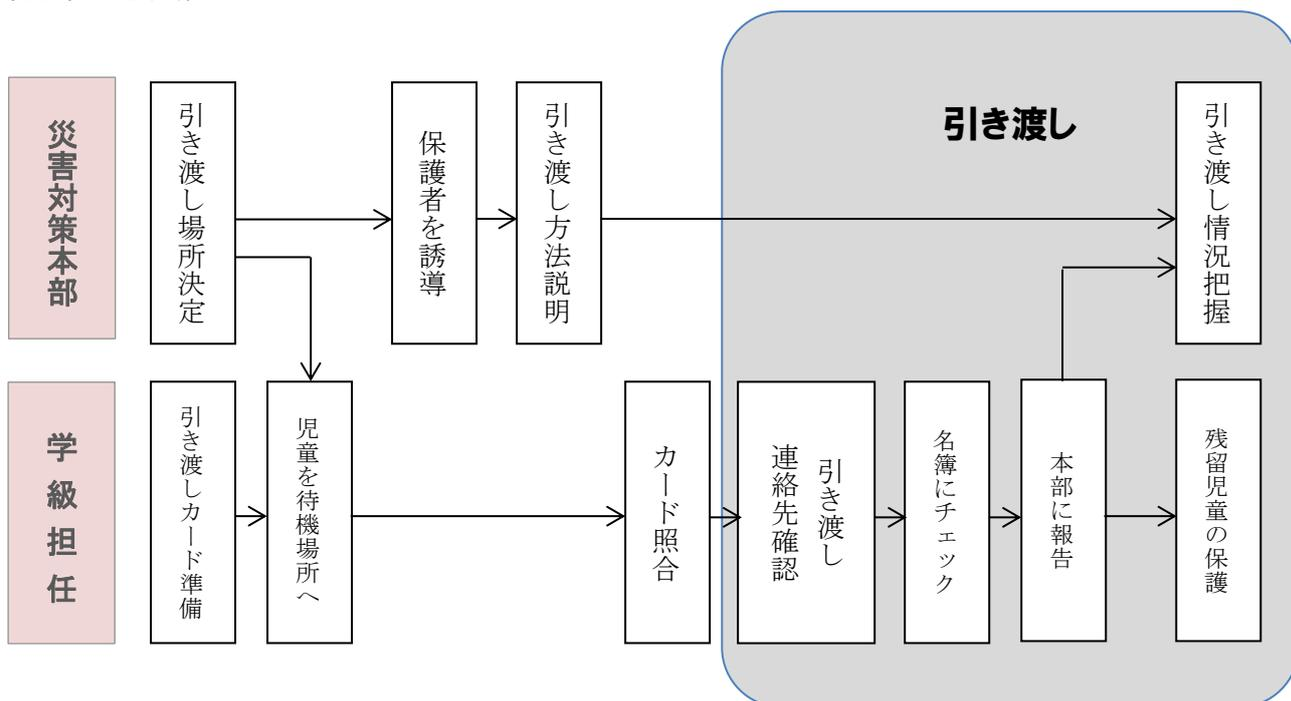 引き渡し
災害対策本部
引き渡し場所決定
保護者を誘導
引き渡し方法説明
引き渡し情況把握
学級担任
引き渡しカード準備
児童を待機場所へ
カード照合
引き渡し
連絡先確認
名簿にチェック
本部に報告
残留児童の保護